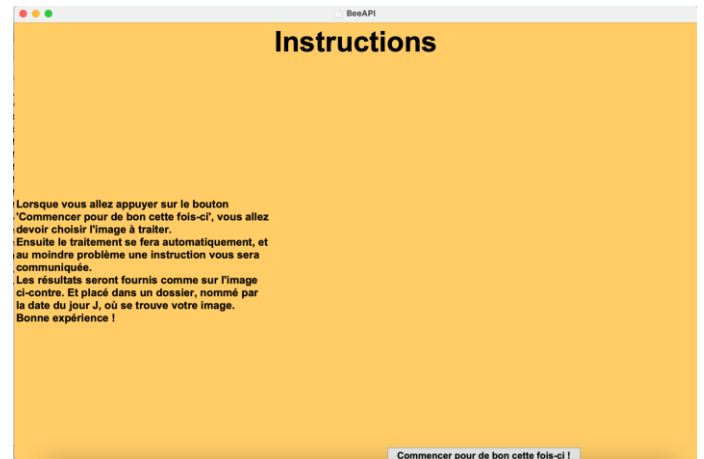 BeeAPI
Instructions
Lorsque vous allez appuyer sur le bouton
'Commencer pour de bon cette fois-ci', vous allez
devoir choisir l'image à traiter.
Ensuite le traitement se fera automatiquement, et
au moindre problème une instruction vous sera
communiquée.
Les résultats seront fournis comme sur l'image
ci-contre. Et placé dans un dossier, nommé par
la date du jour J, où se trouve votre image.
Bonne expérience !
Commencer pour de bon cette fois-ci !